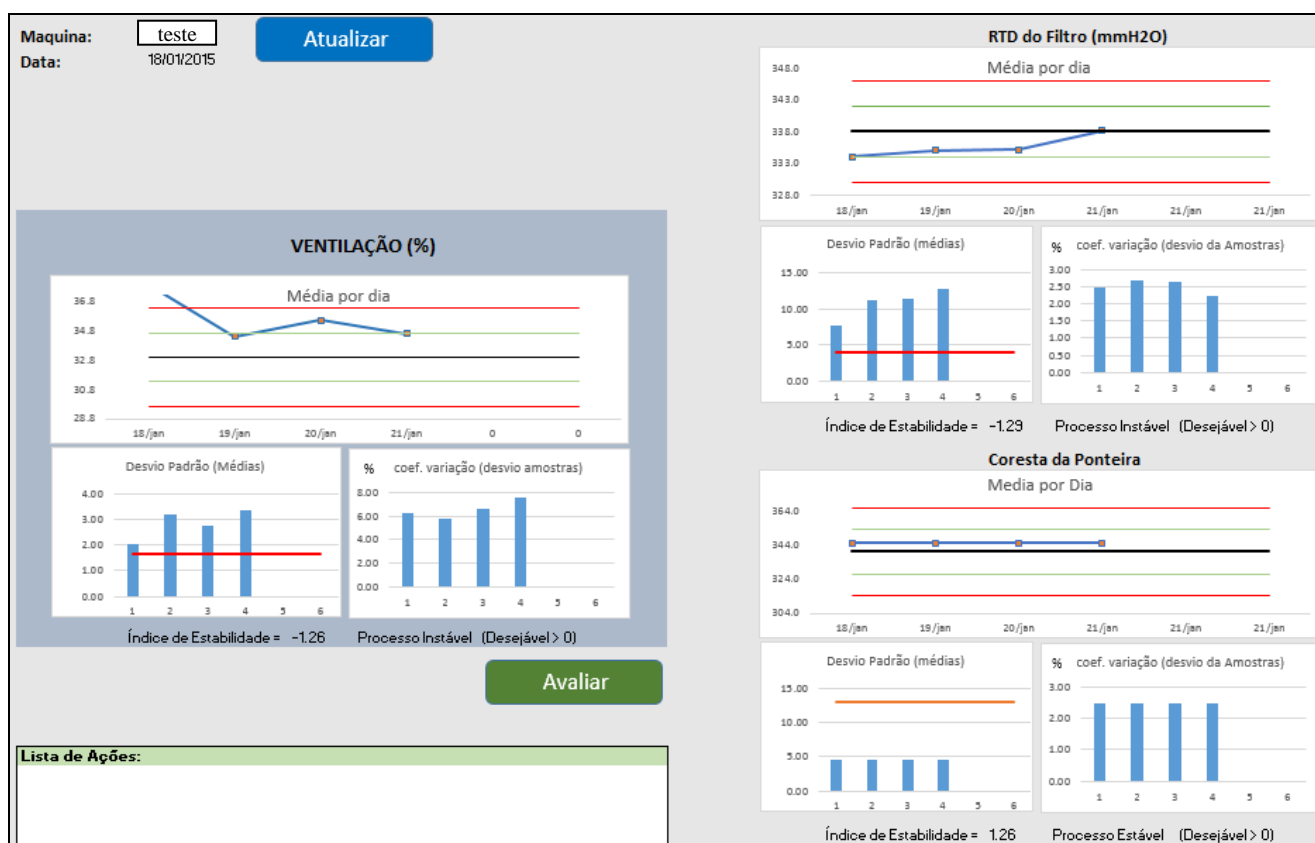 Maquina: teste Atualizar
Data: 18/01/2015
VENTILAÇÃO (%)
Média por dia
36.8
34.8
32.8
30.8
28.8
18/jan 19/jan 20/jan 21/jan 0 0
Desvio Padrão (Médias)
4.00
3.00
2.00
1.00
0.00
1 2 3 4 5 6
% coef. variação (desvio amostras)
8.00
6.00
4.00
2.00
0.00
1 2 3 4 5 6
Índice de Estabilidade = -1.26 Processo Instável (Desejável > 0)
Avaliar
Lista de Ações:
RTD do Filtro (mmH2O)
Média por dia
348.0
343.0
338.0
333.0
328.0
18/jan 19/jan 20/jan 21/jan 21/jan 21/jan
Desvio Padrão (médias)
15.00
10.00
5.00
0.00
1 2 3 4 5 6
% coef. variação (desvio da Amostras)
3.00
2.50
2.00
1.50
1.00
0.50
0.00
1 2 3 4 5 6
Índice de Estabilidade = -1.29 Processo Instável (Desejável > 0)
Coresta da Ponteira
Media por Dia
364.0
344.0
324.0
304.0
18/jan 19/jan 20/jan 21/jan 21/jan 21/jan
Desvio Padrão (médias)
15.00
10.00
5.00
0.00
1 2 3 4 5 6
% coef. variação (desvio da Amostras)
3.00
2.00
1.00
0.00
1 2 3 4 5 6
Índice de Estabilidade = 1.26 Processo Estável (Desejável > 0)